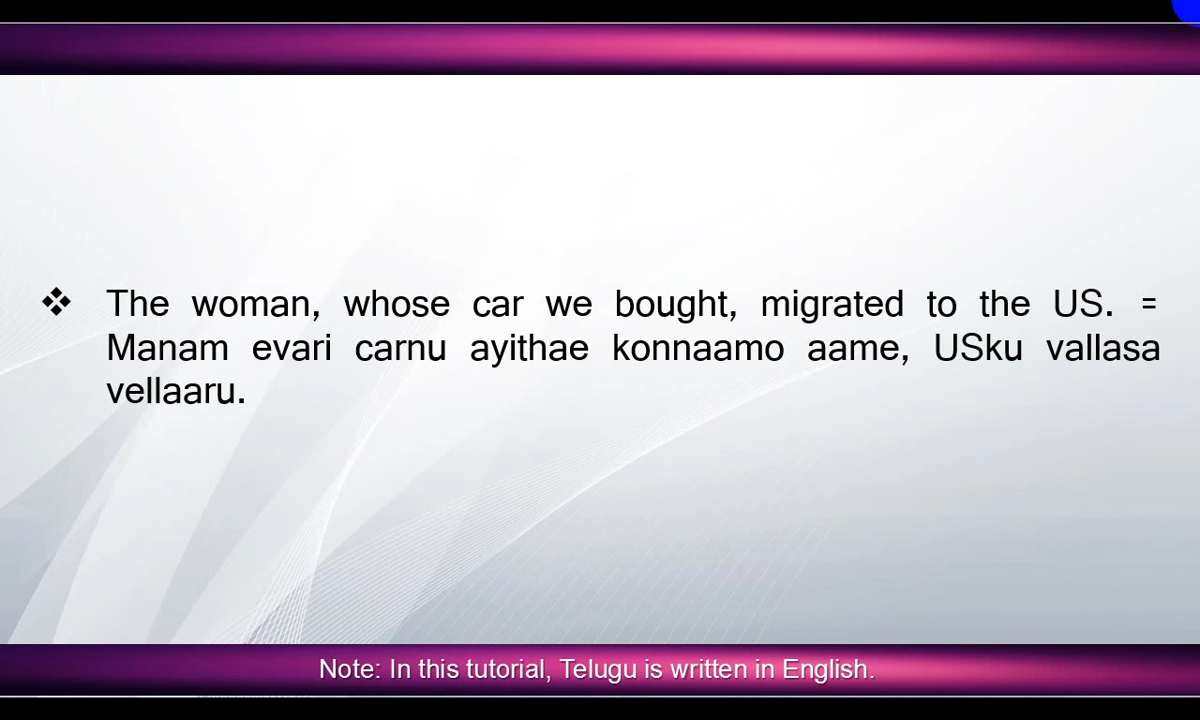 ❖ The woman, whose car we bought, migrated to the US. =
Manam evari carnu ayithae konnaamo aame, USku vallasa
vellaaru.
Note: In this tutorial, Telugu is written in English.